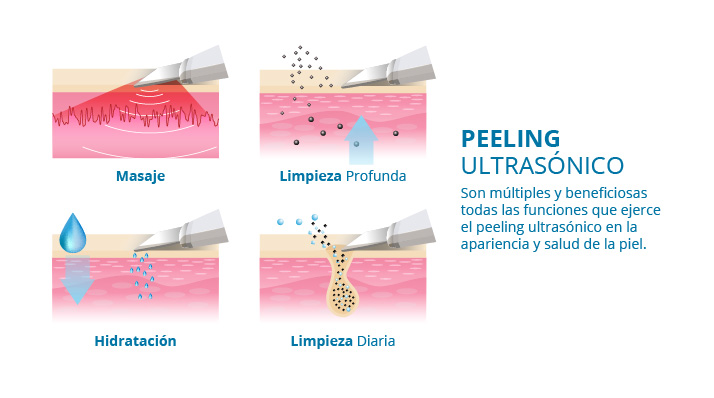 Masaje
Limpieza Profunda
Hidratación
Limpieza Diaria
PEELING
ULTRASÓNICO
Son múltiples y beneficiosas
todas las funciones que ejerce
el peeling ultrasónico en la
apariencia y salud de la piel.